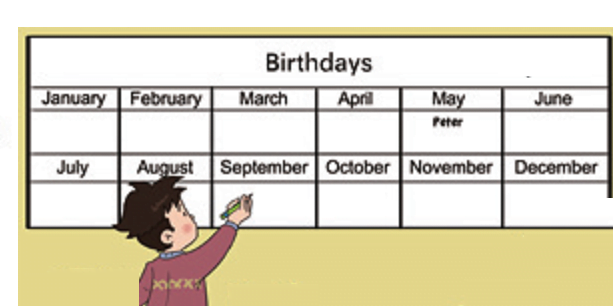 Birthdays
January February March April May June
Peter
July August September October November December